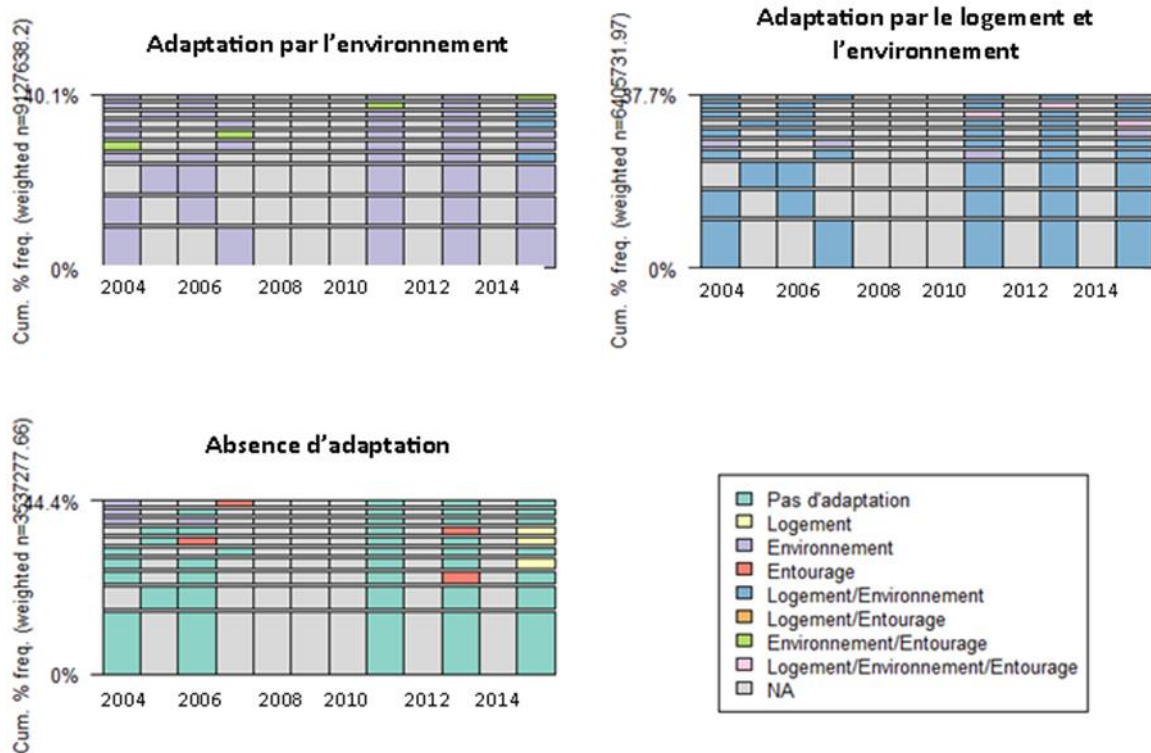 Adaptation par l'environnement
Cum. % freq. (weighted n=9127638.2)
40.1%
0%
2004 2006 2008 2010 2012 2014
Adaptation par le logement et
l'environnement
Cum. % freq. (weighted n=6405731.97)
37.7%
0%
2004 2006 2008 2010 2012 2014
Absence d'adaptation
Cum. % freq. (weighted n=3537277.66)
44.4%
0%
2004 2006 2008 2010 2012 2014
Pas d'adaptation
Logement
Environnement
Entourage
Logement/Environnement
Logement/Entourage
Environnement/Entourage
Logement/Environnement/Entourage
NA